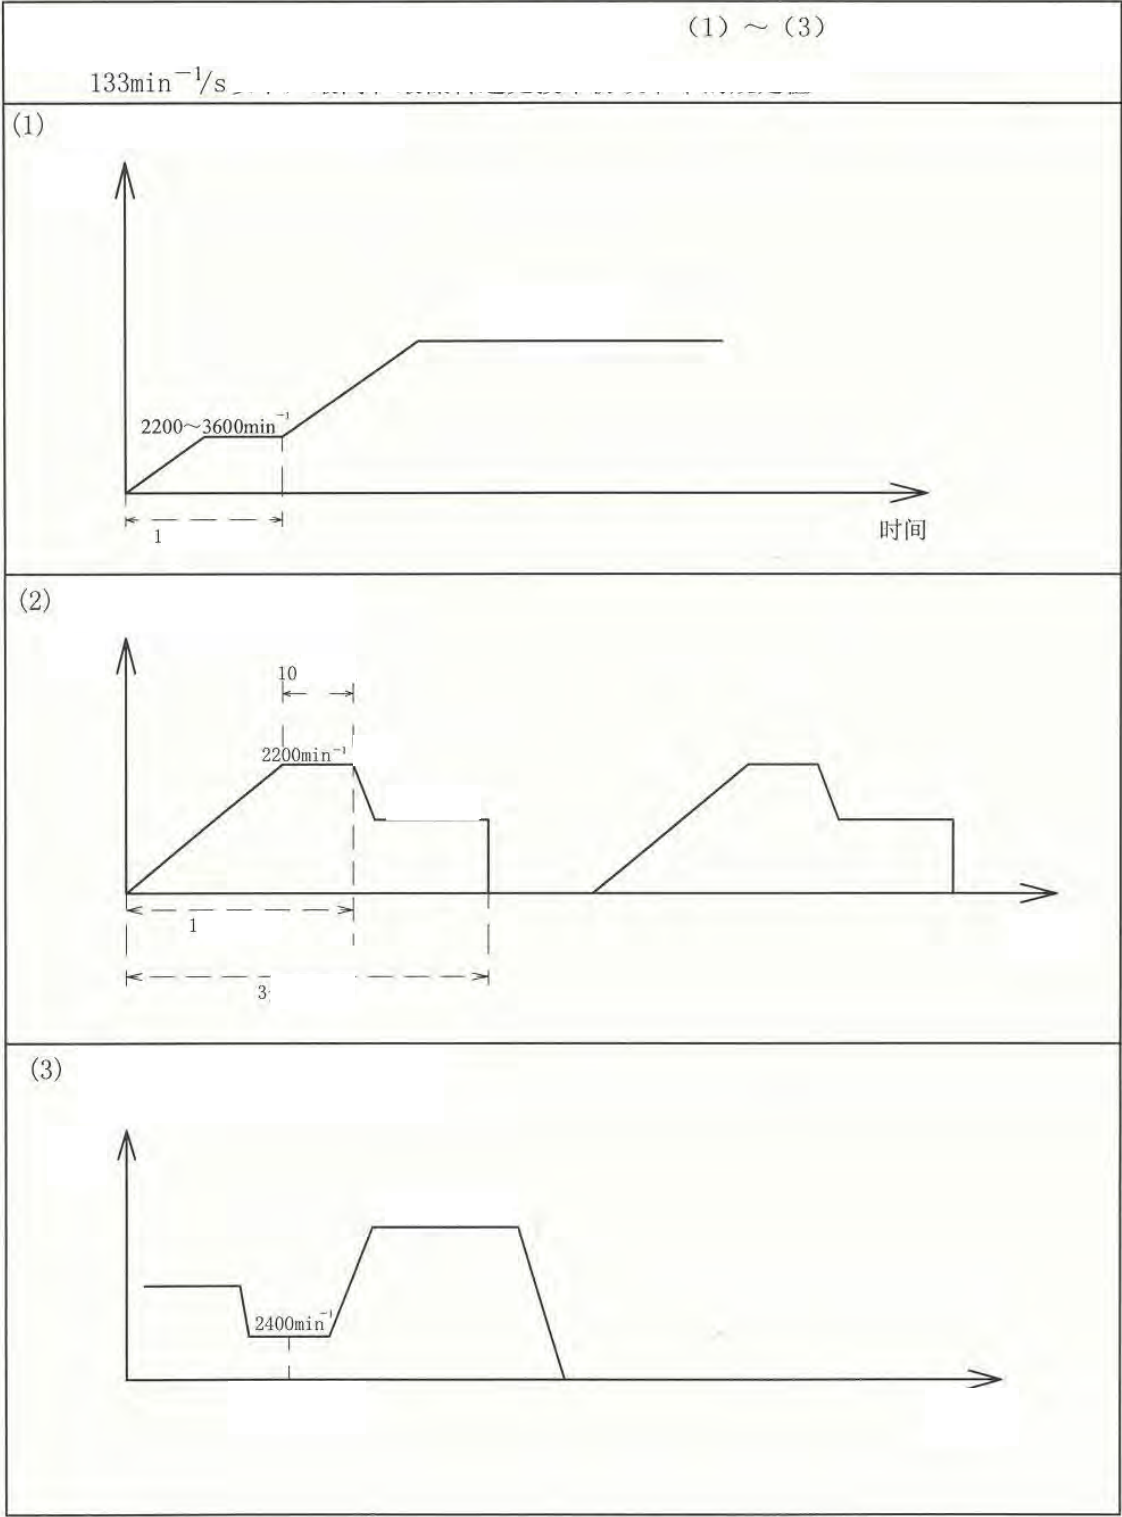 (1)~(3)
133min⁻¹/s
(1)
2200~3600min⁻¹
1
时间
(2)
10
2200min⁻¹
1
3
(3)
2400min⁻¹